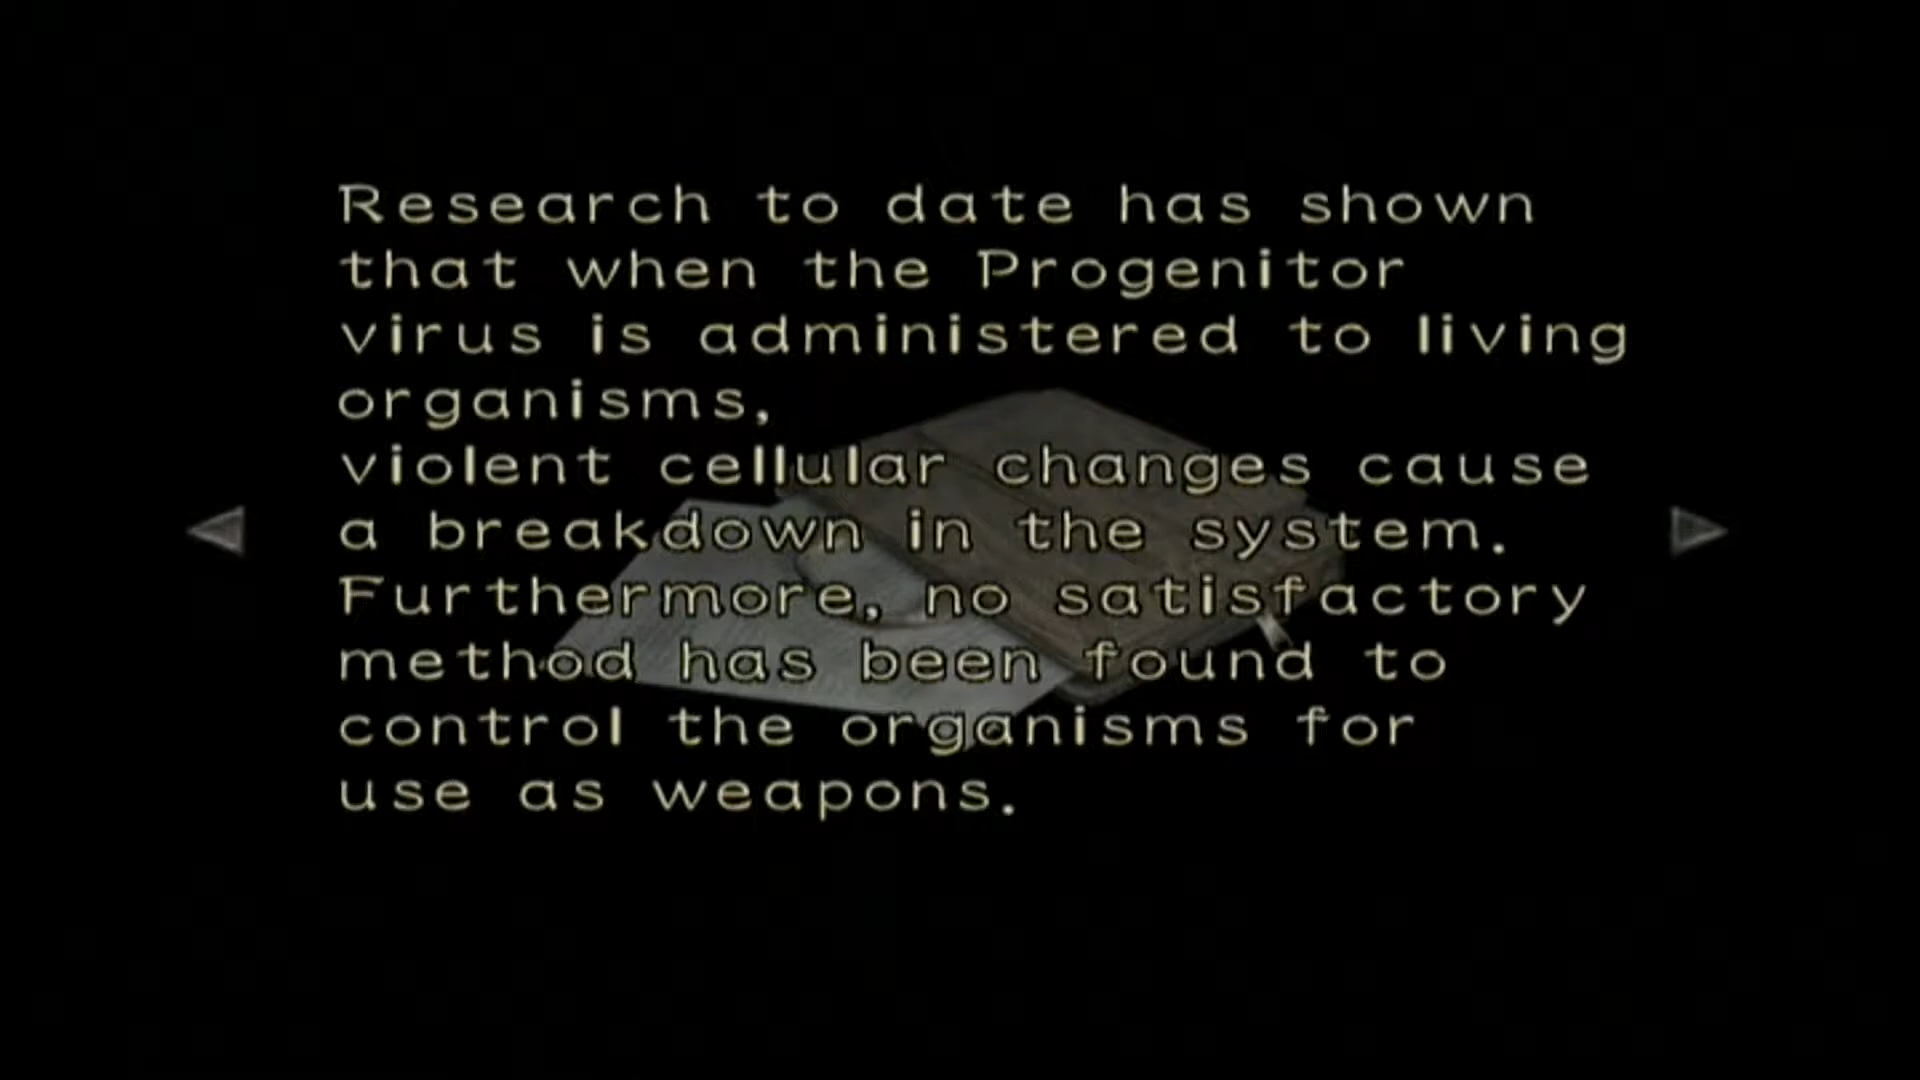 Research to date has shown
that when the Progenitor
virus is administered to living
organisms,
violent cellular changes cause
a breakdown in the system.
Furthermore, no satisfactory
method has been found to
control the organisms for
use as weapons.